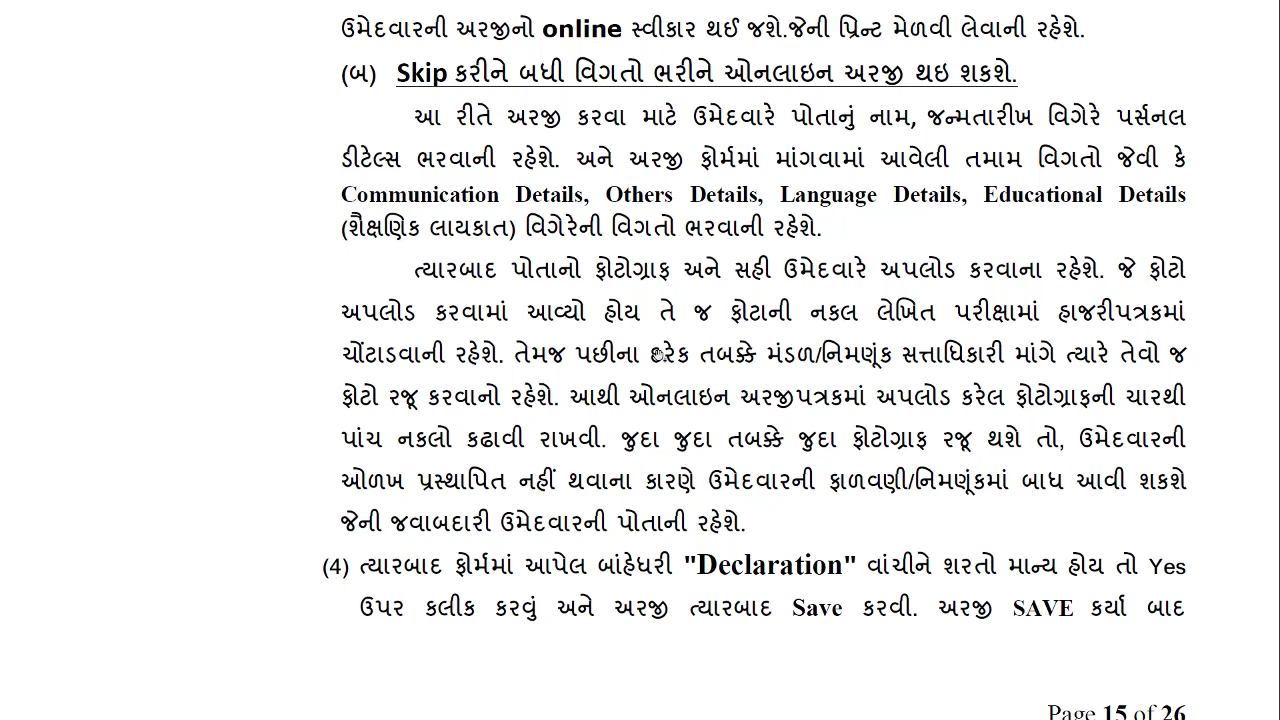 ઉમેદવારની અરજીનો online સ્વીકાર થઈ જશે.જેની પ્રિન્ટ મેળવી લેવાની રહેશે.
(બ) Skip કરીને બધી વિગતો ભરીને ઓનલાઇન અરજી થઇ શકશે.
આ રીતે અરજી કરવા માટે ઉમેદવારે પોતાનું નામ, જન્મતારીખ વિગેરે પર્સનલ
ડીટેલ્સ ભરવાની રહેશે. અને અરજી ફોર્મમાં માંગવામાં આવેલી તમામ વિગતો જેવી કે
Communication Details, Others Details, Language Details, Educational Details
(શૈક્ષણિક લાયકાત) વિગેરેની વિગતો ભરવાની રહેશે.
ત્યારબાદ પોતાનો ફોટોગ્રાફ અને સહી ઉમેદવારે અપલોડ કરવાના રહેશે. જે ફોટો
અપલોડ કરવામાં આવ્યો હોય તે જ ફોટાની નકલ લેખિત પરીક્ષામાં હાજરીપત્રકમાં
ચોંટાડવાની રહેશે. તેમજ પછીના દરેક તબક્કે મંડળ/નિમણૂંક સત્તાધિકારી માંગે ત્યારે તેવો જ
ફોટો રજૂ કરવાનો રહેશે. આથી ઓનલાઇન અરજીપત્રકમાં અપલોડ કરેલ ફોટોગ્રાફની ચારથી
પાંચ નકલો કઢાવી રાખવી. જુદા જુદા તબક્કે જુદા ફોટોગ્રાફ રજૂ થશે તો, ઉમેદવારની
ઓળખ પ્રસ્થાપિત નહીં થવાના કારણે ઉમેદવારની ફાળવણી/નિમણૂંકમાં બાધ આવી શકશે
જેની જવાબદારી ઉમેદવારની પોતાની રહેશે.
(4) ત્યારબાદ ફોર્મમાં આપેલ બાંહેધરી "Declaration" વાંચીને શરતો માન્ય હોય તો Yes
ઉપર કલીક કરવું અને અરજી ત્યારબાદ Save કરવી. અરજી SAVE કર્યા બાદ
Page 15 of 26